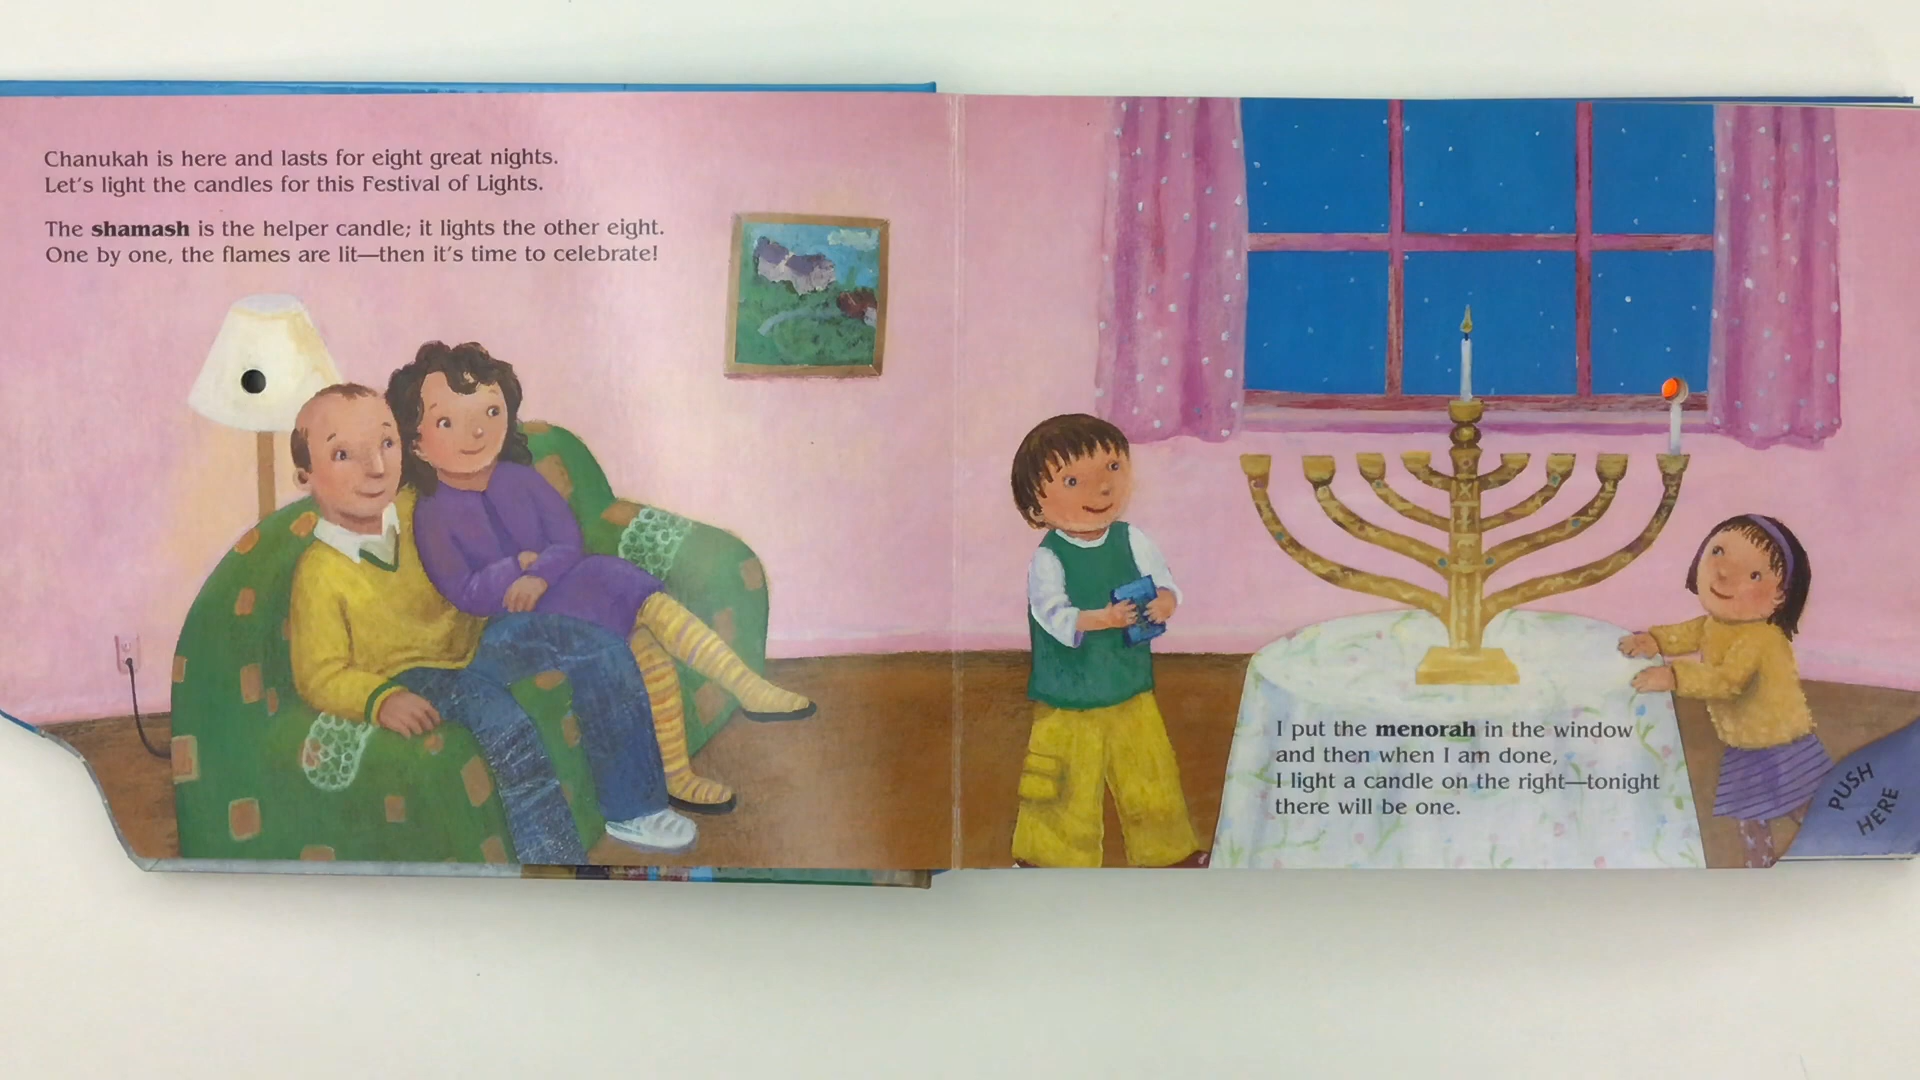 Chanukah is here and lasts for eight great nights.
Let's light the candles for this Festival of Lights.
The shamash is the helper candle; it lights the other eight.
One by one, the flames are lit—then it's time to celebrate!
I put the menorah in the window
and then when I am done,
I light a candle on the right—tonight
there will be one.
PUSH
HERE